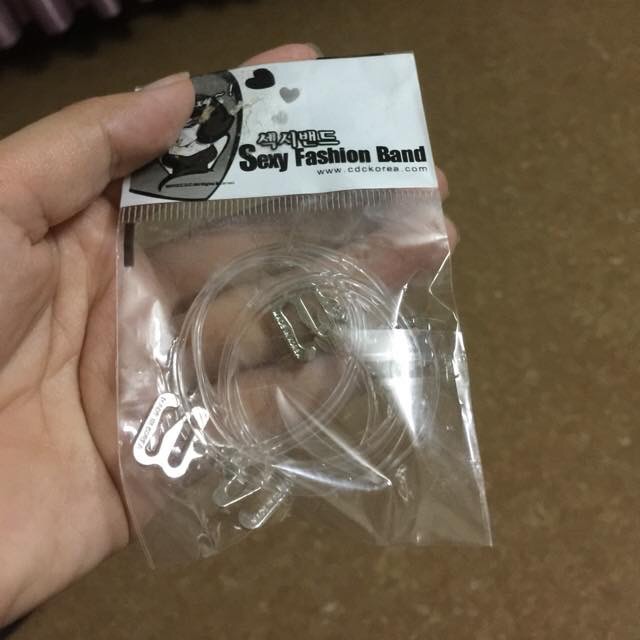 섹시밴드
Sexy Fashion Band
www.cdckorea.com